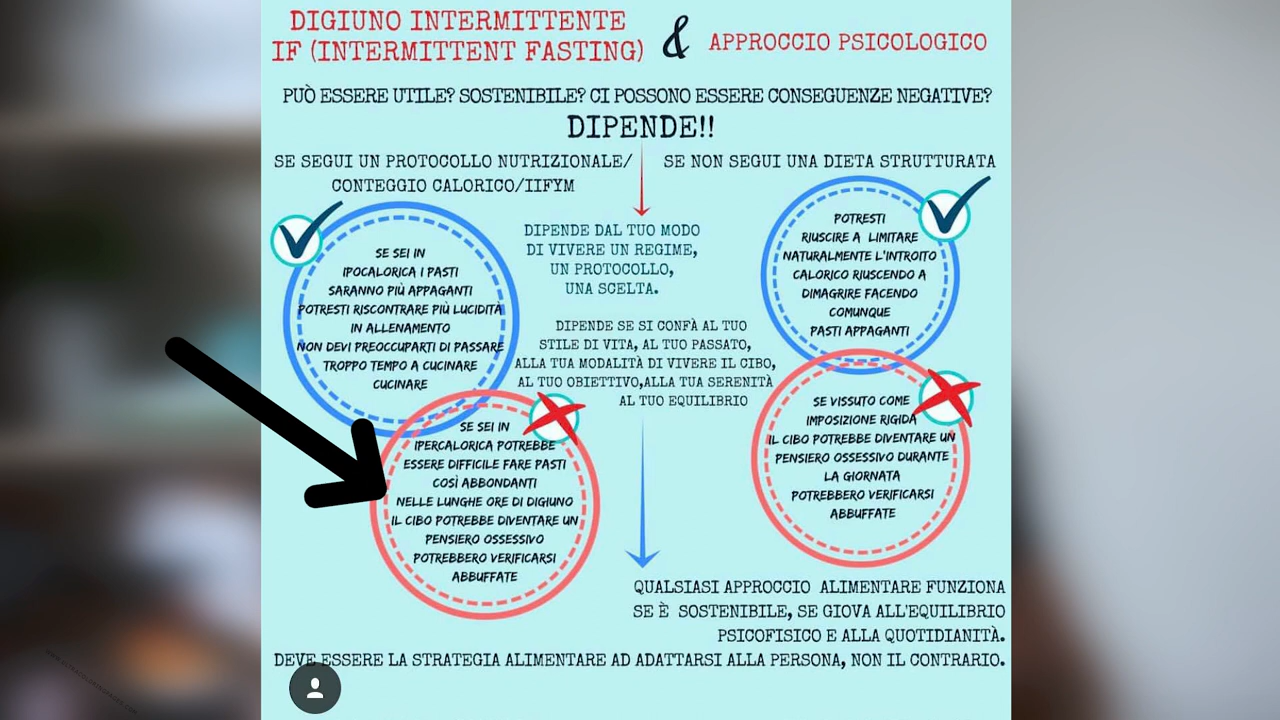 DIGIUNO INTERMITTENTE
IF (INTERMITTENT FASTING)
&
APPROCCIO PSICOLOGICO
PUÒ ESSERE UTILE? SOSTENIBILE? CI POSSONO ESSERE CONSEGUENZE NEGATIVE?
DIPENDE!!
SE SEGUI UN PROTOCOLLO NUTRIZIONALE/
CONTEGGIO CALORICO/IIFYM
SE SEI IN
IPOCALORICA I PASTI
SARANNO PIÙ APPAGANTI
POTRESTI RISCONTRARE PIÙ LUCIDITÀ
IN ALLENAMENTO
NON DEVI PREOCCUPARTI DI PASSARE
TROPPO TEMPO A CUCINARE
CUCINARE
SE SEI IN
IPERCALORICA POTREBBE
ESSERE DIFFICILE FARE PASTI
COSÌ ABBONDANTI
NELLE LUNGHE ORE DI DIGIUNO
IL CIBO POTREBBE DIVENTARE UN
PENSIERO OSSESSIVO
POTREBBERO VERIFICARSI
ABBUFFATE
DIPENDE DAL TUO MODO
DI VIVERE UN REGIME,
UN PROTOCOLLO,
UNA SCELTA.
DIPENDE SE SI CONFÀ AL TUO
STILE DI VITA, AL TUO PASSATO,
ALLA TUA MODALITÀ DI VIVERE IL CIBO,
AL TUO OBIETTIVO,ALLA TUA SERENITÀ
AL TUO EQUILIBRIO
SE NON SEGUI UNA DIETA STRUTTURATA
POTRESTI
RIUSCIRE A LIMITARE
NATURALMENTE L'INTROITO
CALORICO RIUSCENDO A
DIMAGRIRE FACENDO
COMUNQUE
PASTI APPAGANTI
SE VISSUTO COME
IMPOSIZIONE RIGIDA
IL CIBO POTREBBE DIVENTARE UN
PENSIERO OSSESSIVO DURANTE
LA GIORNATA
POTREBBERO VERIFICARSI
ABBUFFATE
QUALSIASI APPROCCIO ALIMENTARE FUNZIONA
SE È SOSTENIBILE, SE GIOVA ALL'EQUILIBRIO
PSICOFISICO E ALLA QUOTIDIANITÀ.
DEVE ESSERE LA STRATEGIA ALIMENTARE AD ADATTARSI ALLA PERSONA, NON IL CONTRARIO.